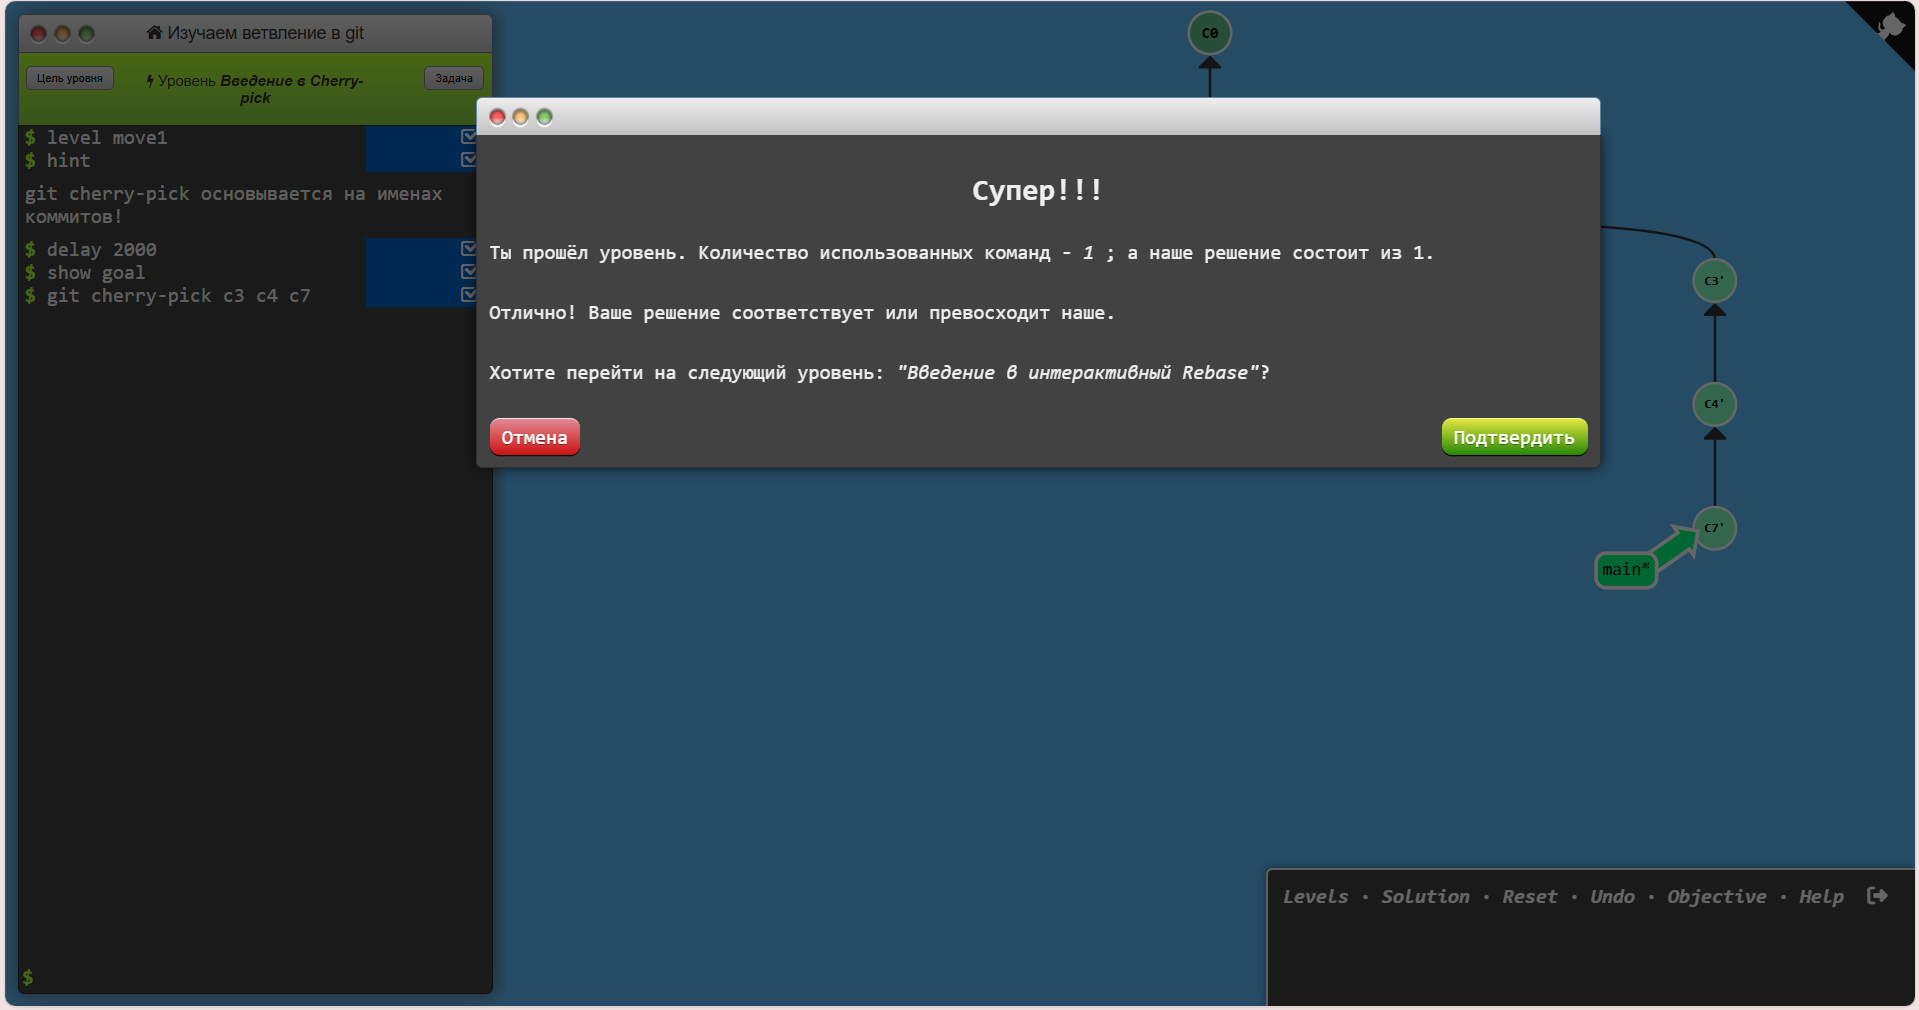 Изучаем ветвление в git
Цель уровня
Уровень Введение в Cherry-
pick
Задача
$ level move1
$ hint
git cherry-pick основывается на именах
коммитов!
$ delay 2000
$ show goal
$ git cherry-pick c3 c4 c7
$
C0
Супер!!!
Ты прошёл уровень. Количество использованных команд - 1 ; а наше решение состоит из 1.
Отлично! Ваше решение соответствует или превосходит наше.
Хотите перейти на следующий уровень: "Введение в интерактивный Rebase"?
Отмена
Подтвердить
C3'
C4'
C7'
main*
Levels · Solution · Reset · Undo · Objective · Help